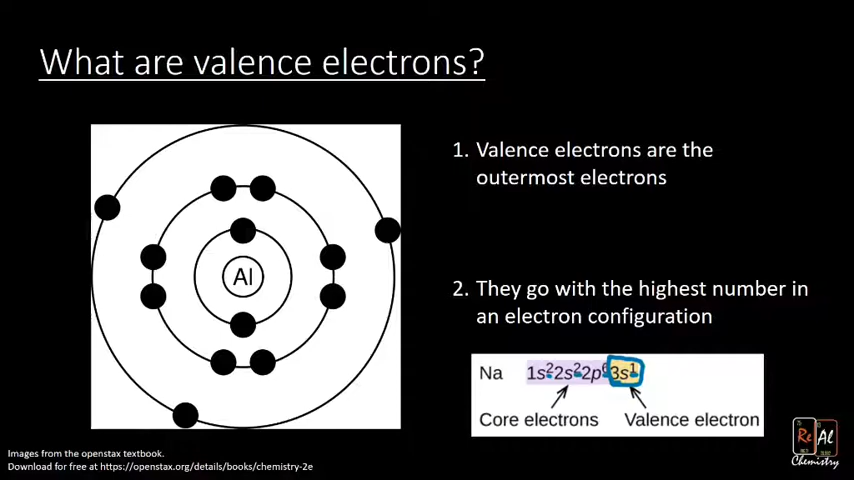 What are valence electrons?
Al
1. Valence electrons are the
outermost electrons
2. They go with the highest number in
an electron configuration
Na 1s²2s²2p⁶3s¹
Core electrons Valence electron
Images from the openstax textbook.
Download for free at https://openstax.org/details/books/chemistry-2e
Re Al
Chemistry